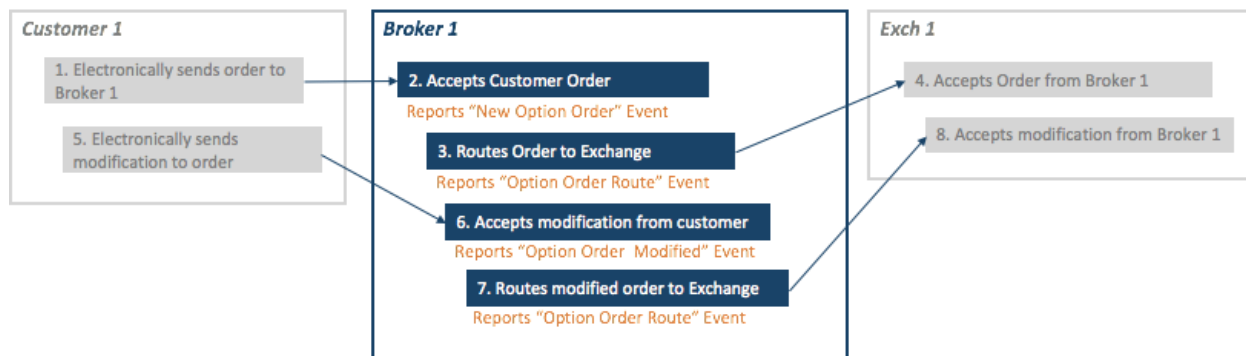 Customer 1
1. Electronically sends order to
Broker 1
5. Electronically sends
modification to order
Broker 1
2. Accepts Customer Order
Reports “New Option Order” Event
3. Routes Order to Exchange
Reports “Option Order Route” Event
6. Accepts modification from customer
Reports “Option Order Modified” Event
7. Routes modified order to Exchange
Reports “Option Order Route” Event
Exch 1
4. Accepts Order from Broker 1
8. Accepts modification from Broker 1